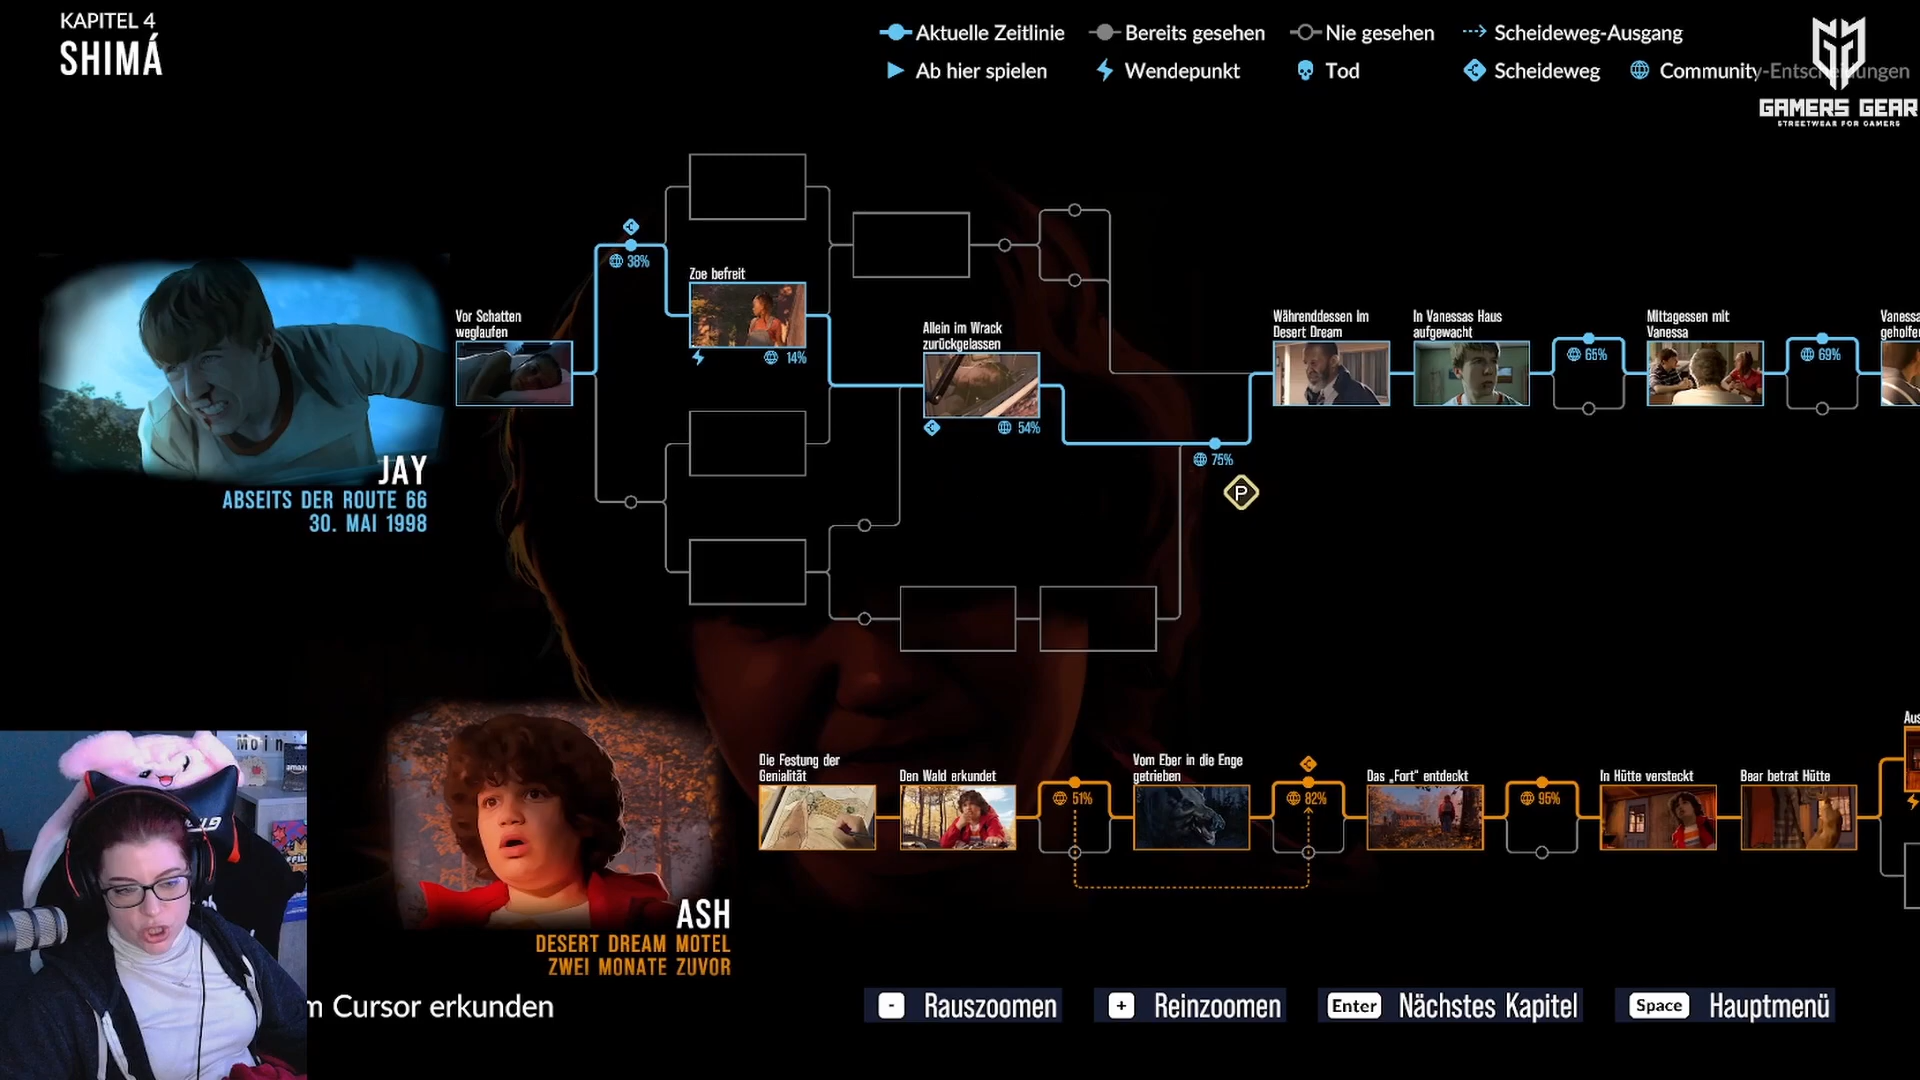 KAPITEL 4
SHIMÁ
Aktuelle Zeitlinie
Bereits gesehen
Nie gesehen
Scheideweg-Ausgang
Ab hier spielen
Wendepunkt
Tod
Scheideweg
Community-Entscheidungen
GAMERS GEAR
STREETWEAR FOR GAMERS
38%
Zoe befreit
14%
Vor Schatten
weglaufen
Allein im Wrack
zurückgelassen
54%
75%
P
Währenddessen im
Desert Dream
In Vanessas Haus
aufgewacht
65%
Mittagessen mit
Vanessa
69%
Vanessa
geholfen
JAY
ABSEITS DER ROUTE 66
30. MAI 1998
Die Festung der
Genialität
Den Wald erkundet
51%
Vom Eber in die Enge
getrieben
82%
Das „Fort“ entdeckt
95%
In Hütte versteckt
Bear betrat Hütte
Aus
Moin
ASH
DESERT DREAM MOTEL
ZWEI MONATE ZUVOR
m Cursor erkunden
- Rauszoomen
+ Reinzoomen
Enter Nächstes Kapitel
Space Hauptmenü